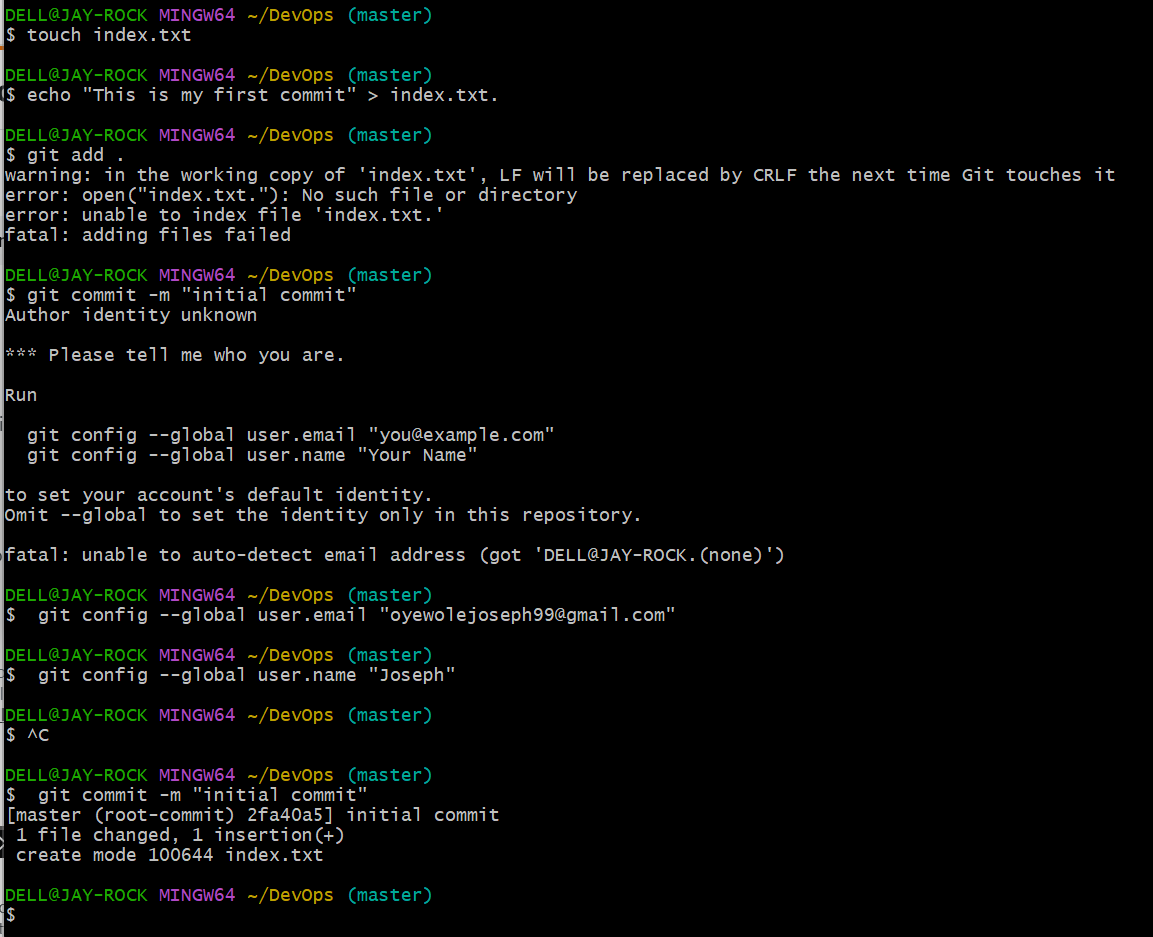 DELL@JAY-ROCK MINGW64 ~/DevOps (master)
$ touch index.txt
DELL@JAY-ROCK MINGW64 ~/DevOps (master)
$ echo "This is my first commit" > index.txt.
DELL@JAY-ROCK MINGW64 ~/DevOps (master)
$ git add .
warning: in the working copy of 'index.txt', LF will be replaced by CRLF the next time Git touches it
error: open("index.txt."): No such file or directory
error: unable to index file 'index.txt.'
fatal: adding files failed
DELL@JAY-ROCK MINGW64 ~/DevOps (master)
$ git commit -m "initial commit"
Author identity unknown
*** Please tell me who you are.
Run
  git config --global user.email "you@example.com"
  git config --global user.name "Your Name"
to set your account's default identity.
Omit --global to set the identity only in this repository.
fatal: unable to auto-detect email address (got 'DELL@JAY-ROCK.(none)')
DELL@JAY-ROCK MINGW64 ~/DevOps (master)
$  git config --global user.email "oyewolejoseph99@gmail.com"
DELL@JAY-ROCK MINGW64 ~/DevOps (master)
$  git config --global user.name "Joseph"
DELL@JAY-ROCK MINGW64 ~/DevOps (master)
$ ^C
DELL@JAY-ROCK MINGW64 ~/DevOps (master)
$  git commit -m "initial commit"
[master (root-commit) 2fa40a5] initial commit
 1 file changed, 1 insertion(+)
 create mode 100644 index.txt
DELL@JAY-ROCK MINGW64 ~/DevOps (master)
$